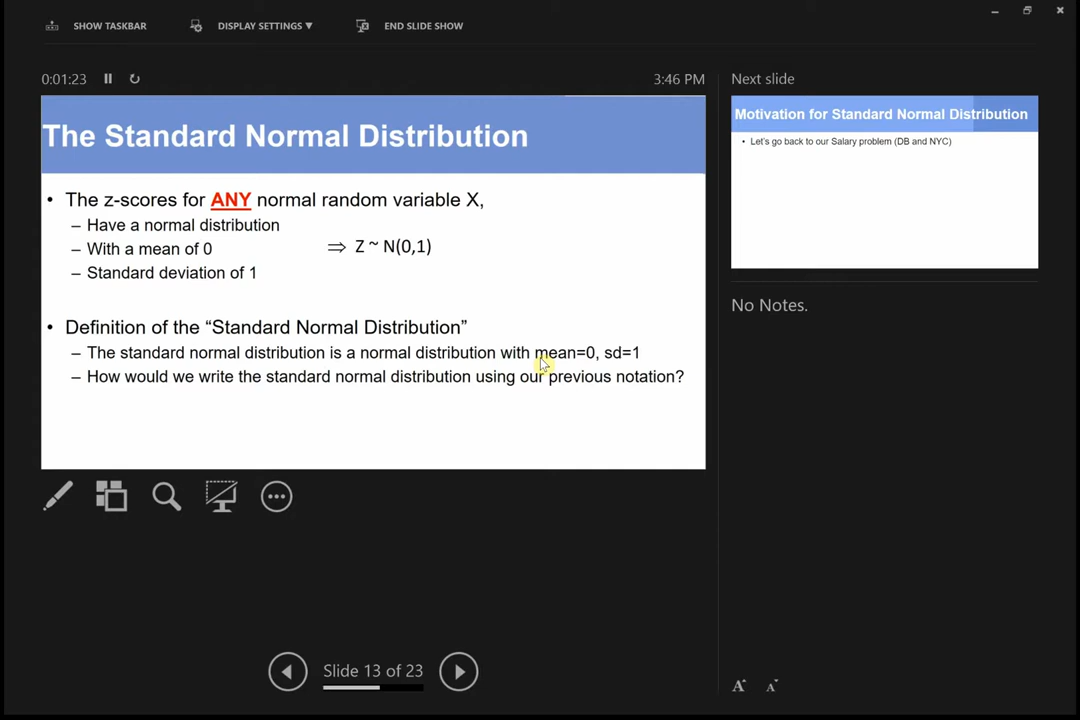 SHOW TASKBAR DISPLAY SETTINGS ▼ END SLIDE SHOW
0:01:23 3:46 PM
The Standard Normal Distribution
• The z-scores for ANY normal random variable X,
– Have a normal distribution
– With a mean of 0
⇒ Z ~ N(0,1)
– Standard deviation of 1
• Definition of the “Standard Normal Distribution”
– The standard normal distribution is a normal distribution with mean=0, sd=1
– How would we write the standard normal distribution using our previous notation?
Slide 13 of 23
Next slide
Motivation for Standard Normal Distribution
• Let's go back to our Salary problem (DB and NYC)
No Notes.
A A